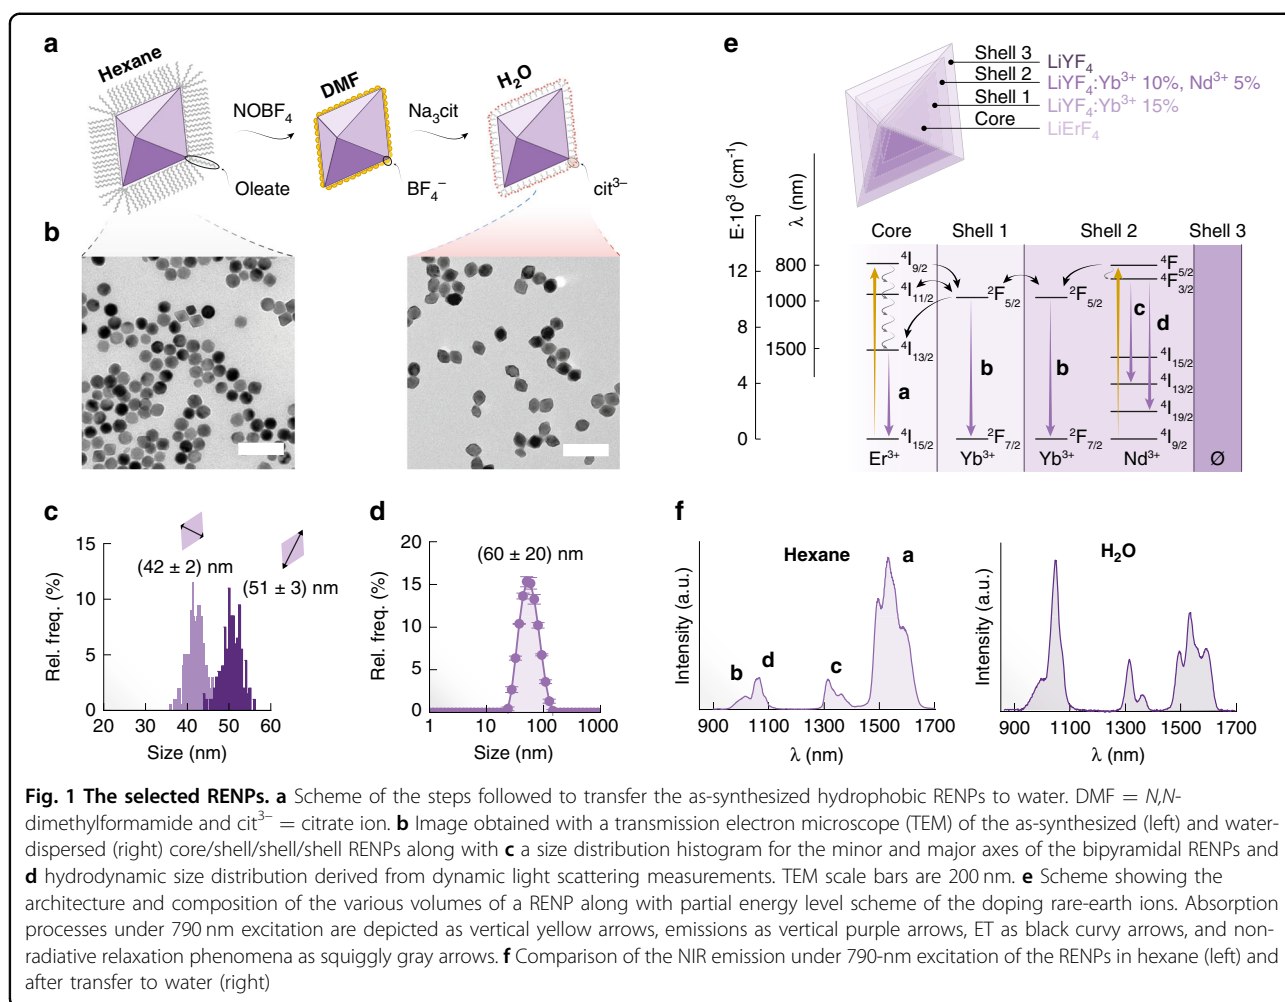 a
Hexane
NOBF4
DMF
Na3cit
H2O
Oleate
BF4−
cit3−
b
c
(42 ± 2) nm
(51 ± 3) nm
Rel. freq. (%)
15
10
5
0
20 30 40 50 60
Size (nm)
d
(60 ± 20) nm
Rel. freq. (%)
20
15
10
5
0
1 10 100 1000
Size (nm)
e
Shell 3 LiYF4
Shell 2 LiYF4:Yb3+ 10%, Nd3+ 5%
Shell 1 LiYF4:Yb3+ 15%
Core LiErF4
E·10³ (cm-1)
λ (nm)
12
8
4
0
800
1000
1500
Core Shell 1 Shell 2 Shell 3
4I9/2
4I11/2
4I13/2
4I15/2
a
Er3+
2F5/2
b
2F7/2
Yb3+
2F5/2
b
2F7/2
Yb3+
4F5/2
4F3/2
c
d
4I15/2
4I13/2
4I19/2
4I9/2
Nd3+
Ø
f
Hexane
Intensity (a.u.)
b d c a
900 1100 1300 1500 1700
λ (nm)
H2O
Intensity (a.u.)
900 1100 1300 1500 1700
λ (nm)
Fig. 1 The selected RENPs. a Scheme of the steps followed to transfer the as-synthesized hydrophobic RENPs to water. DMF = N,N-
dimethylformamide and cit3− = citrate ion. b Image obtained with a transmission electron microscope (TEM) of the as-synthesized (left) and water-
dispersed (right) core/shell/shell/shell RENPs along with c a size distribution histogram for the minor and major axes of the bipyramidal RENPs and
d hydrodynamic size distribution derived from dynamic light scattering measurements. TEM scale bars are 200 nm. e Scheme showing the
architecture and composition of the various volumes of a RENP along with partial energy level scheme of the doping rare-earth ions. Absorption
processes under 790 nm excitation are depicted as vertical yellow arrows, emissions as vertical purple arrows, ET as black curvy arrows, and non-
radiative relaxation phenomena as squiggly gray arrows. f Comparison of the NIR emission under 790-nm excitation of the RENPs in hexane (left) and
after transfer to water (right)